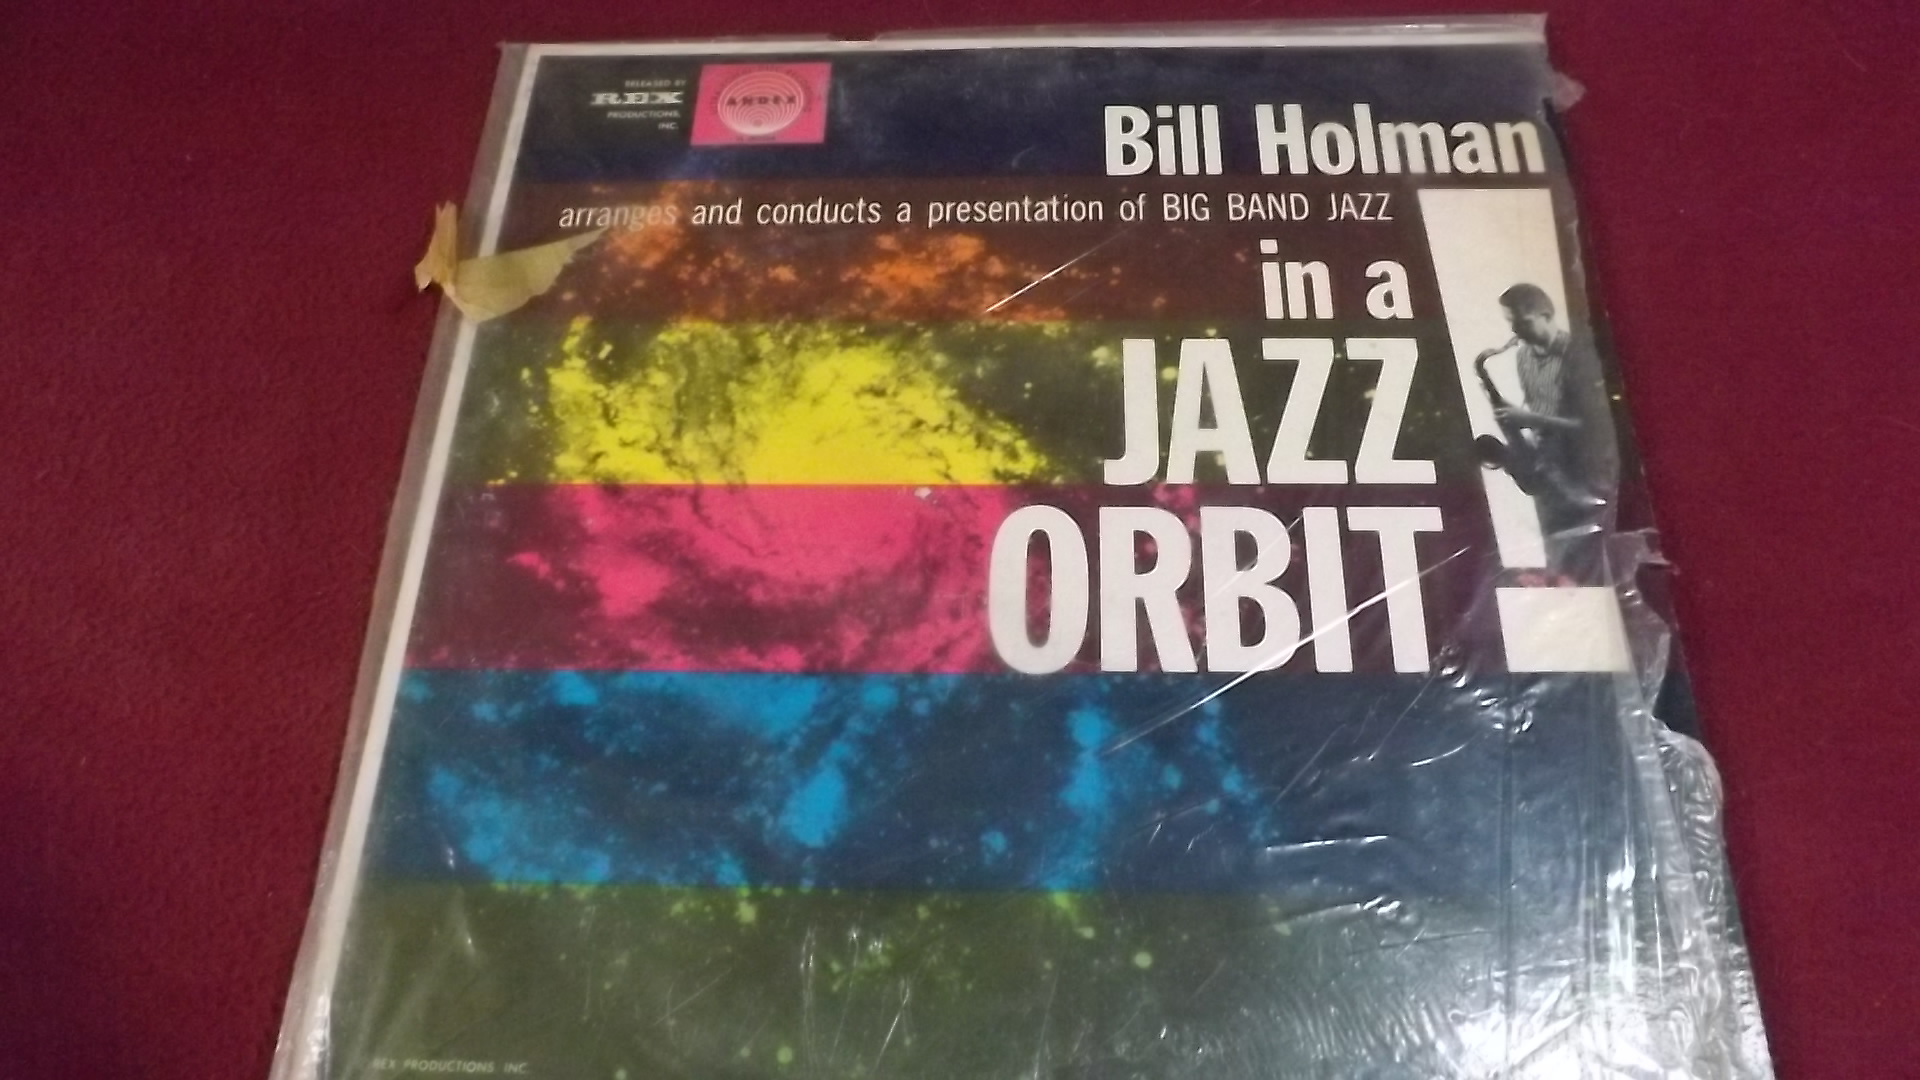 RELEASED BY
REX
PRODUCTIONS,
INC.
ANDEX
Bill Holman
arranges and conducts a presentation of BIG BAND JAZZ
in a
JAZZ
ORBIT!
REX PRODUCTIONS INC.